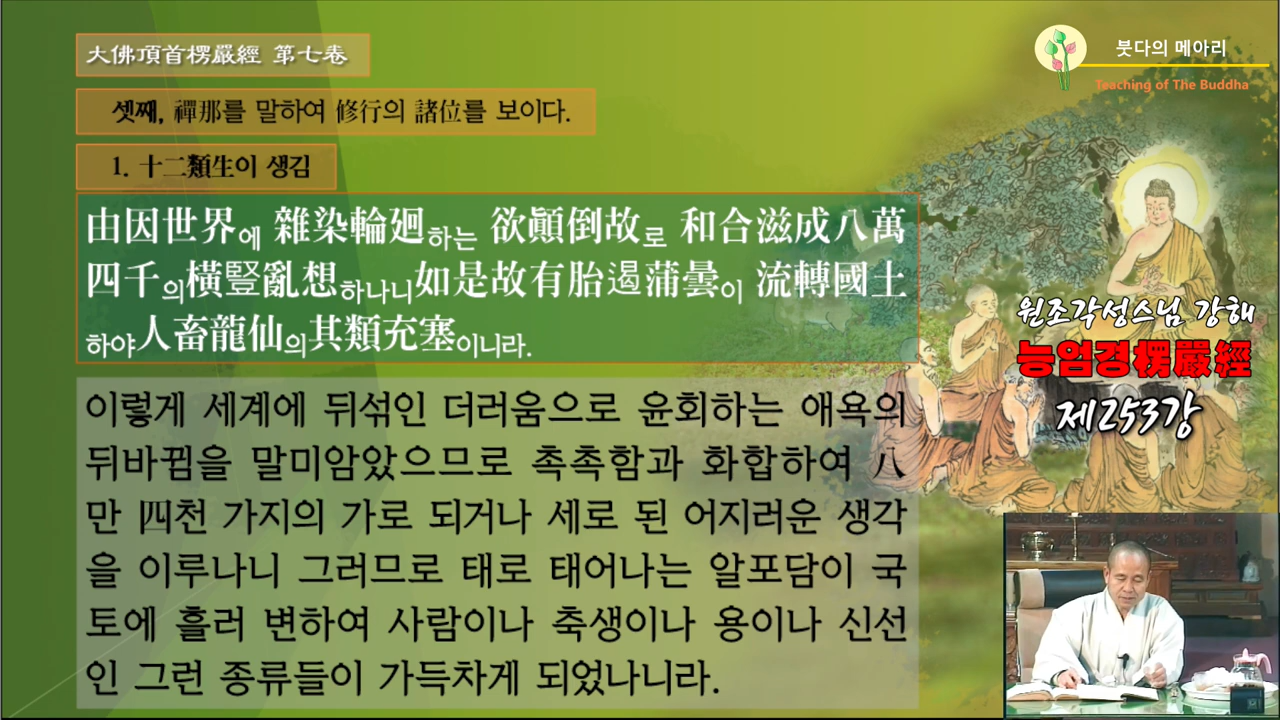 大佛頂首楞嚴經 第七卷
셋째, 禪那를 말하여 修行의 諸位를 보이다.
1. 十二類生이 생김
由因世界에 雜染輪廻하는 欲顚倒故로 和合滋成八萬
四千의橫豎亂想하나니如是故有胎遏蒲曇이 流轉國土
하야人畜龍仙의其類充塞이니라.
이렇게 세계에 뒤섞인 더러움으로 윤회하는 애욕의
뒤바뀜을 말미암았으므로 촉촉함과 화합하여 八
만 四천 가지의 가로 되거나 세로 된 어지러운 생각
을 이루나니 그러므로 태로 태어나는 알포담이 국
토에 흘러 변하여 사람이나 축생이나 용이나 신선
인 그런 종류들이 가득차게 되었나니라.
붓다의 메아리
Teaching of The Buddha
원조각성스님 강해
능엄경楞嚴經
제253강